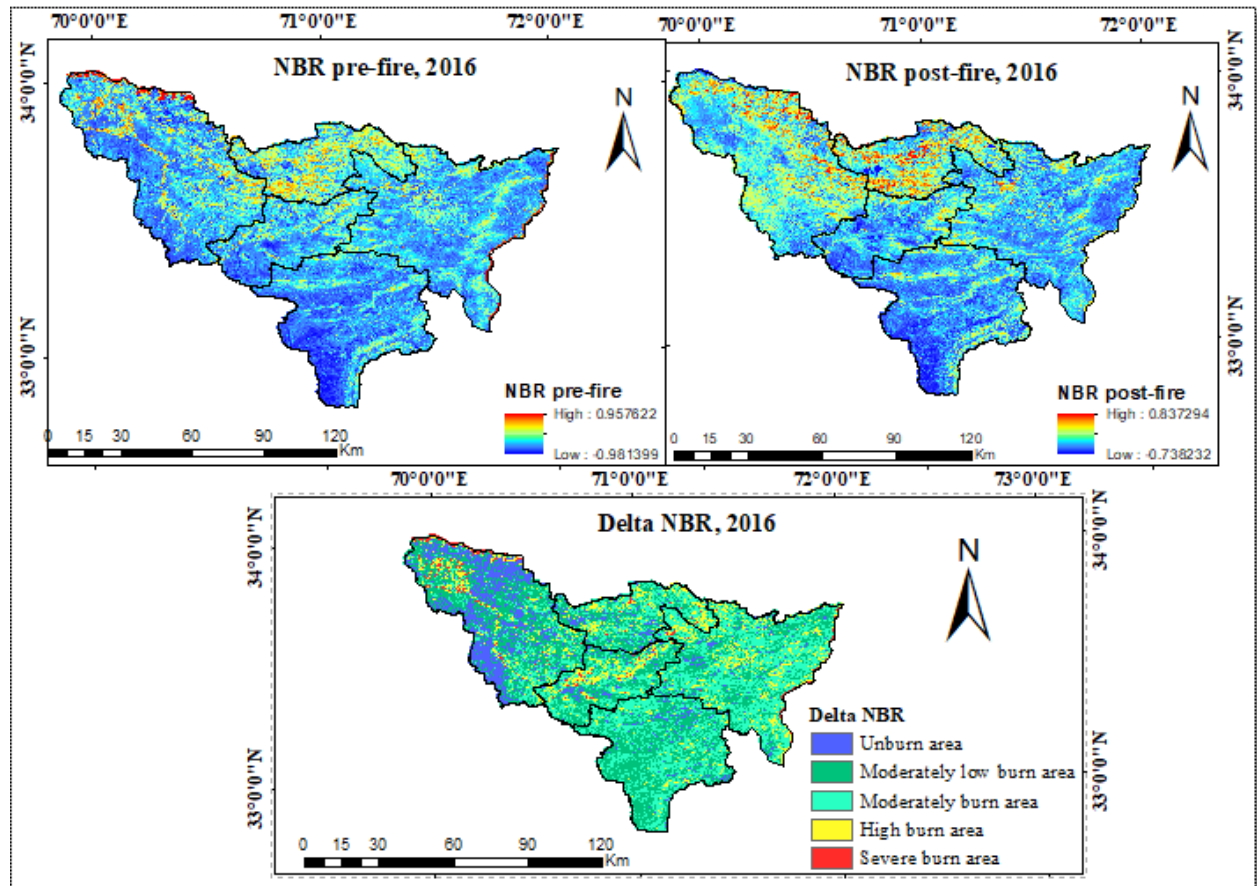 70°0'0"E 71°0'0"E 72°0'0"E
NBR pre-fire, 2016
N
34°0'0"N
33°0'0"N
NBR pre-fire
High : 0.957622
Low : -0.981399
0 15 30 60 90 120
Km
70°0'0"E 71°0'0"E 72°0'0"E
NBR post-fire, 2016
N
34°0'0"N
33°0'0"N
NBR post-fire
High : 0.837294
Low : -0.738232
0 15 30 60 90 120
Km
70°0'0"E 71°0'0"E 72°0'0"E 73°0'0"E
Delta NBR, 2016
N
34°0'0"N
34°0'0"N
33°0'0"N
33°0'0"N
Delta NBR
Unburn area
Moderately low burn area
Moderately burn area
High burn area
Severe burn area
0 15 30 60 90 120
Km